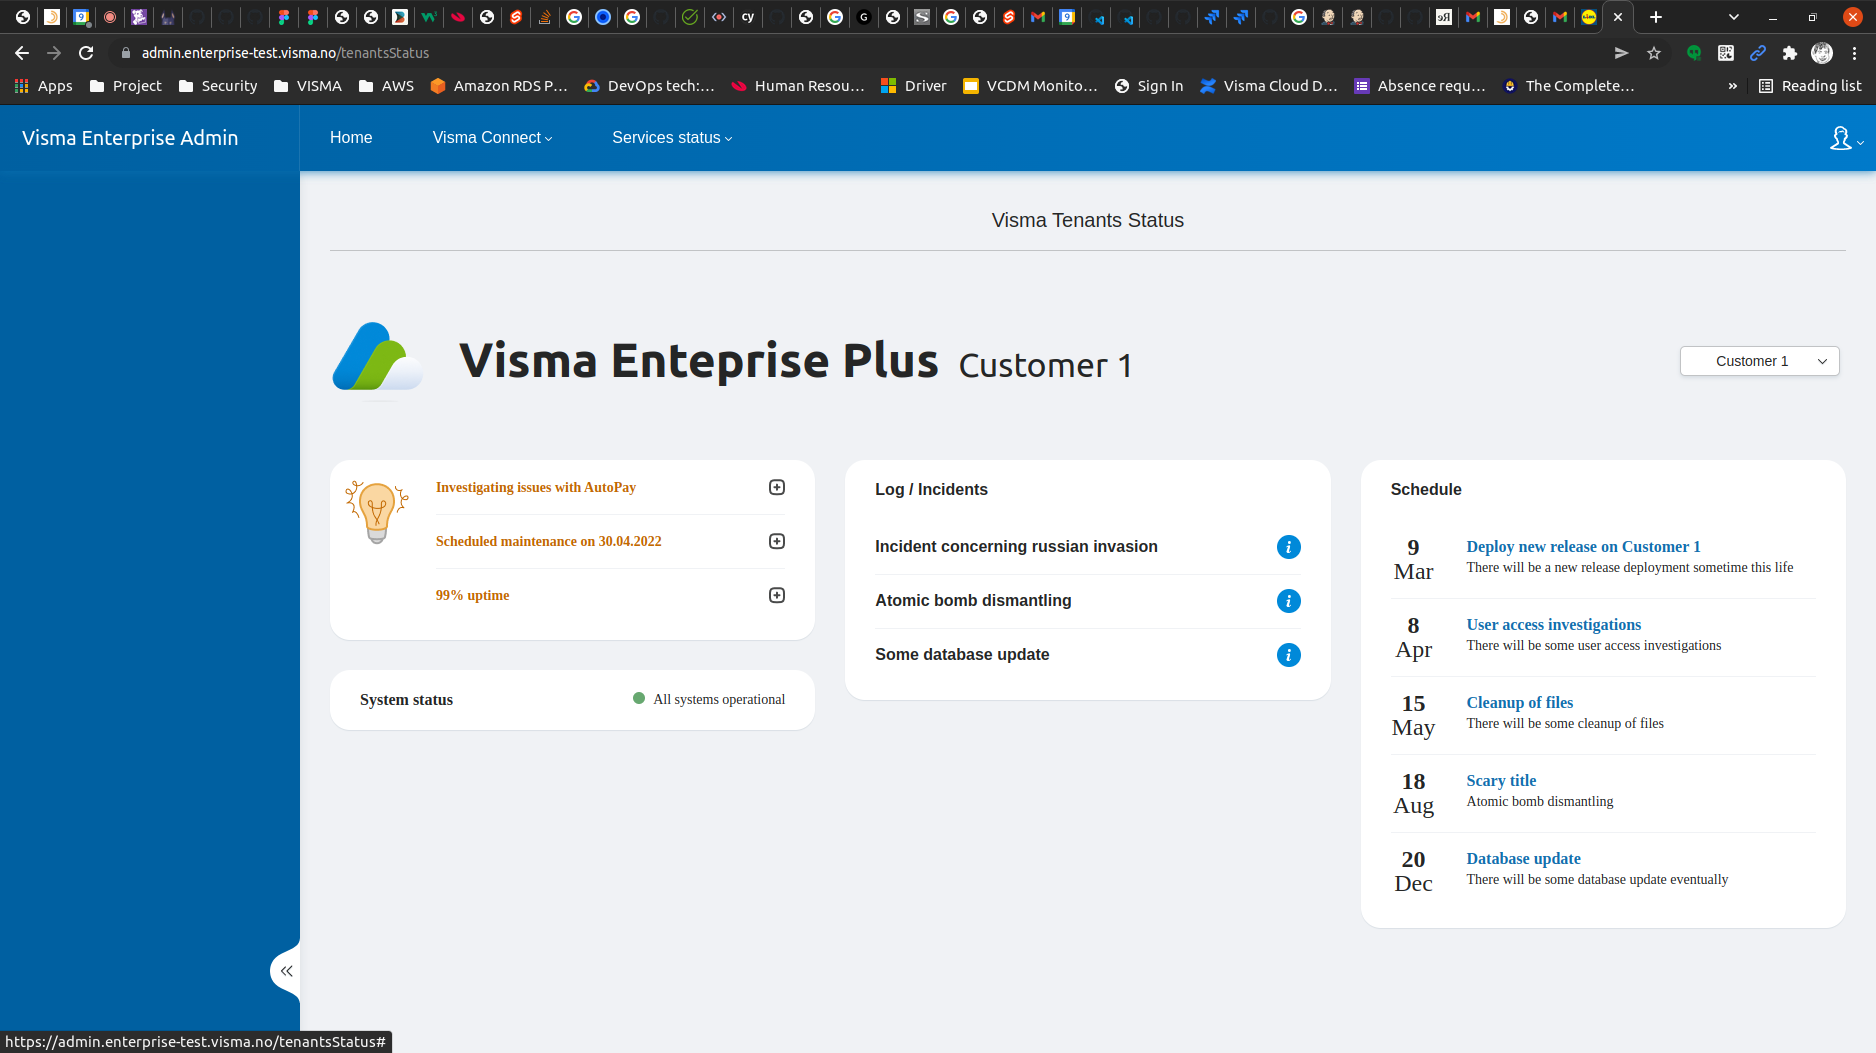 admin.enterprise-test.visma.no/tenantsStatus
Apps Project Security VISMA AWS Amazon RDS P... DevOps tech:... Human Resou... Driver VCDM Monito... Sign In Visma Cloud D... Absence requ... The Complete... » Reading list
Visma Enterprise Admin Home Visma Connect Services status
Visma Tenants Status
Visma Enteprise Plus Customer 1
Customer 1
Investigating issues with AutoPay
Scheduled maintenance on 30.04.2022
99% uptime
System status All systems operational
Log / Incidents
Incident concerning russian invasion
Atomic bomb dismantling
Some database update
Schedule
9 Mar
Deploy new release on Customer 1
There will be a new release deployment sometime this life
8 Apr
User access investigations
There will be some user access investigations
15 May
Cleanup of files
There will be some cleanup of files
18 Aug
Scary title
Atomic bomb dismantling
20 Dec
Database update
There will be some database update eventually
https://admin.enterprise-test.visma.no/tenantsStatus#